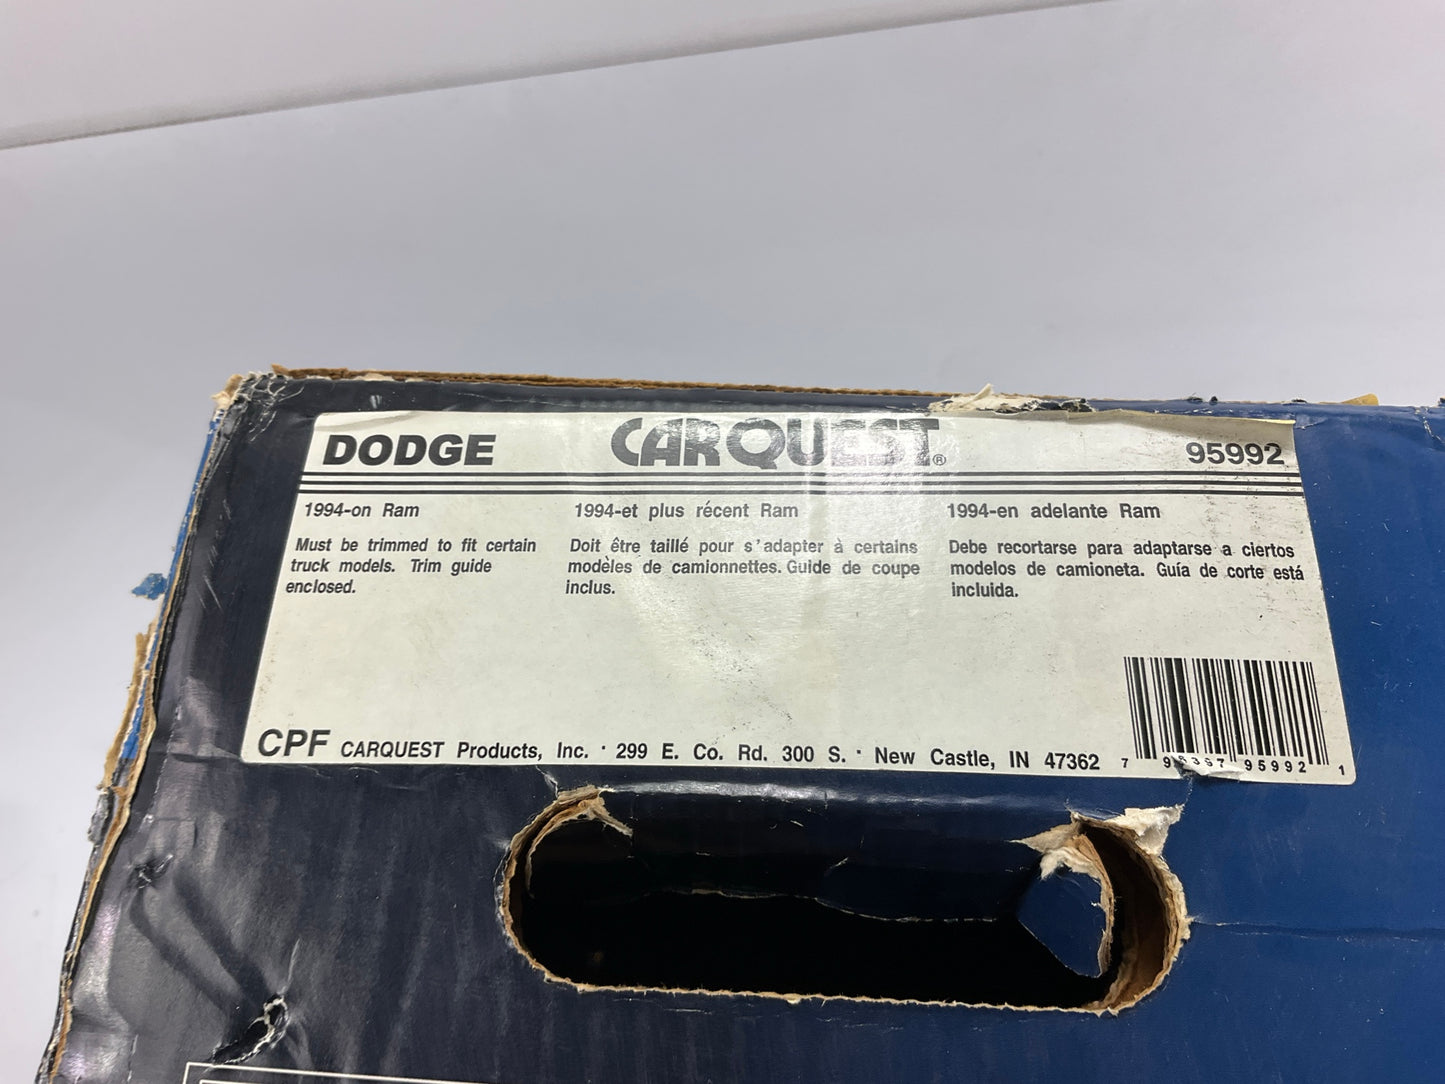 DODGE CARQUEST® 95992
1994-on Ram
Must be trimmed to fit certain
truck models. Trim guide
enclosed.
1994-et plus récent Ram
Doit être taillé pour s'adapter à certains
modèles de camionnettes. Guide de coupe
inclus.
1994-en adelante Ram
Debe recortarse para adaptarse a ciertos
modelos de camioneta. Guía de corte está
incluida.
CPF CARQUEST Products, Inc. · 299 E. Co. Rd. 300 S. · New Castle, IN 47362
7 95992 1